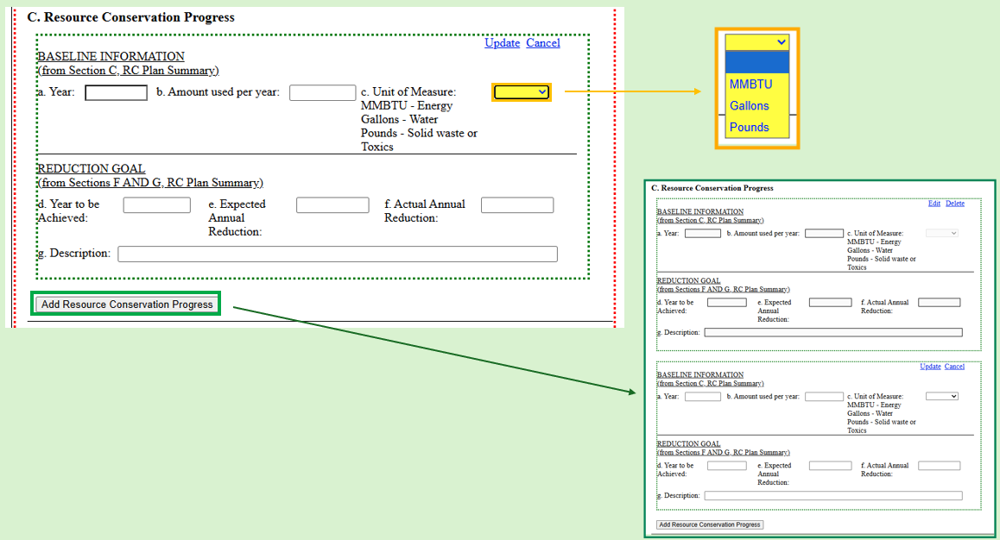 C. Resource Conservation Progress
Update Cancel
BASELINE INFORMATION
(from Section C, RC Plan Summary)
a. Year: b. Amount used per year: c. Unit of Measure:
MMBTU - Energy
Gallons - Water
Pounds - Solid waste or
Toxics
REDUCTION GOAL
(from Sections F AND G, RC Plan Summary)
d. Year to be e. Expected f. Actual Annual
Achieved: Annual Reduction:
Reduction:
g. Description:
Add Resource Conservation Progress
MMBTU
Gallons
Pounds
C. Resource Conservation Progress
Edit Delete
BASELINE INFORMATION
(from Section C, RC Plan Summary)
a. Year: b. Amount used per year: c. Unit of Measure:
MMBTU - Energy
Gallons - Water
Pounds - Solid waste or
Toxics
REDUCTION GOAL
(from Sections F AND G, RC Plan Summary)
d. Year to be e. Expected f. Actual Annual
Achieved: Annual Reduction:
Reduction:
g. Description:
Update Cancel
BASELINE INFORMATION
(from Section C, RC Plan Summary)
a. Year: b. Amount used per year: c. Unit of Measure:
MMBTU - Energy
Gallons - Water
Pounds - Solid waste or
Toxics
REDUCTION GOAL
(from Sections F AND G, RC Plan Summary)
d. Year to be e. Expected f. Actual Annual
Achieved: Annual Reduction:
Reduction:
g. Description:
Add Resource Conservation Progress